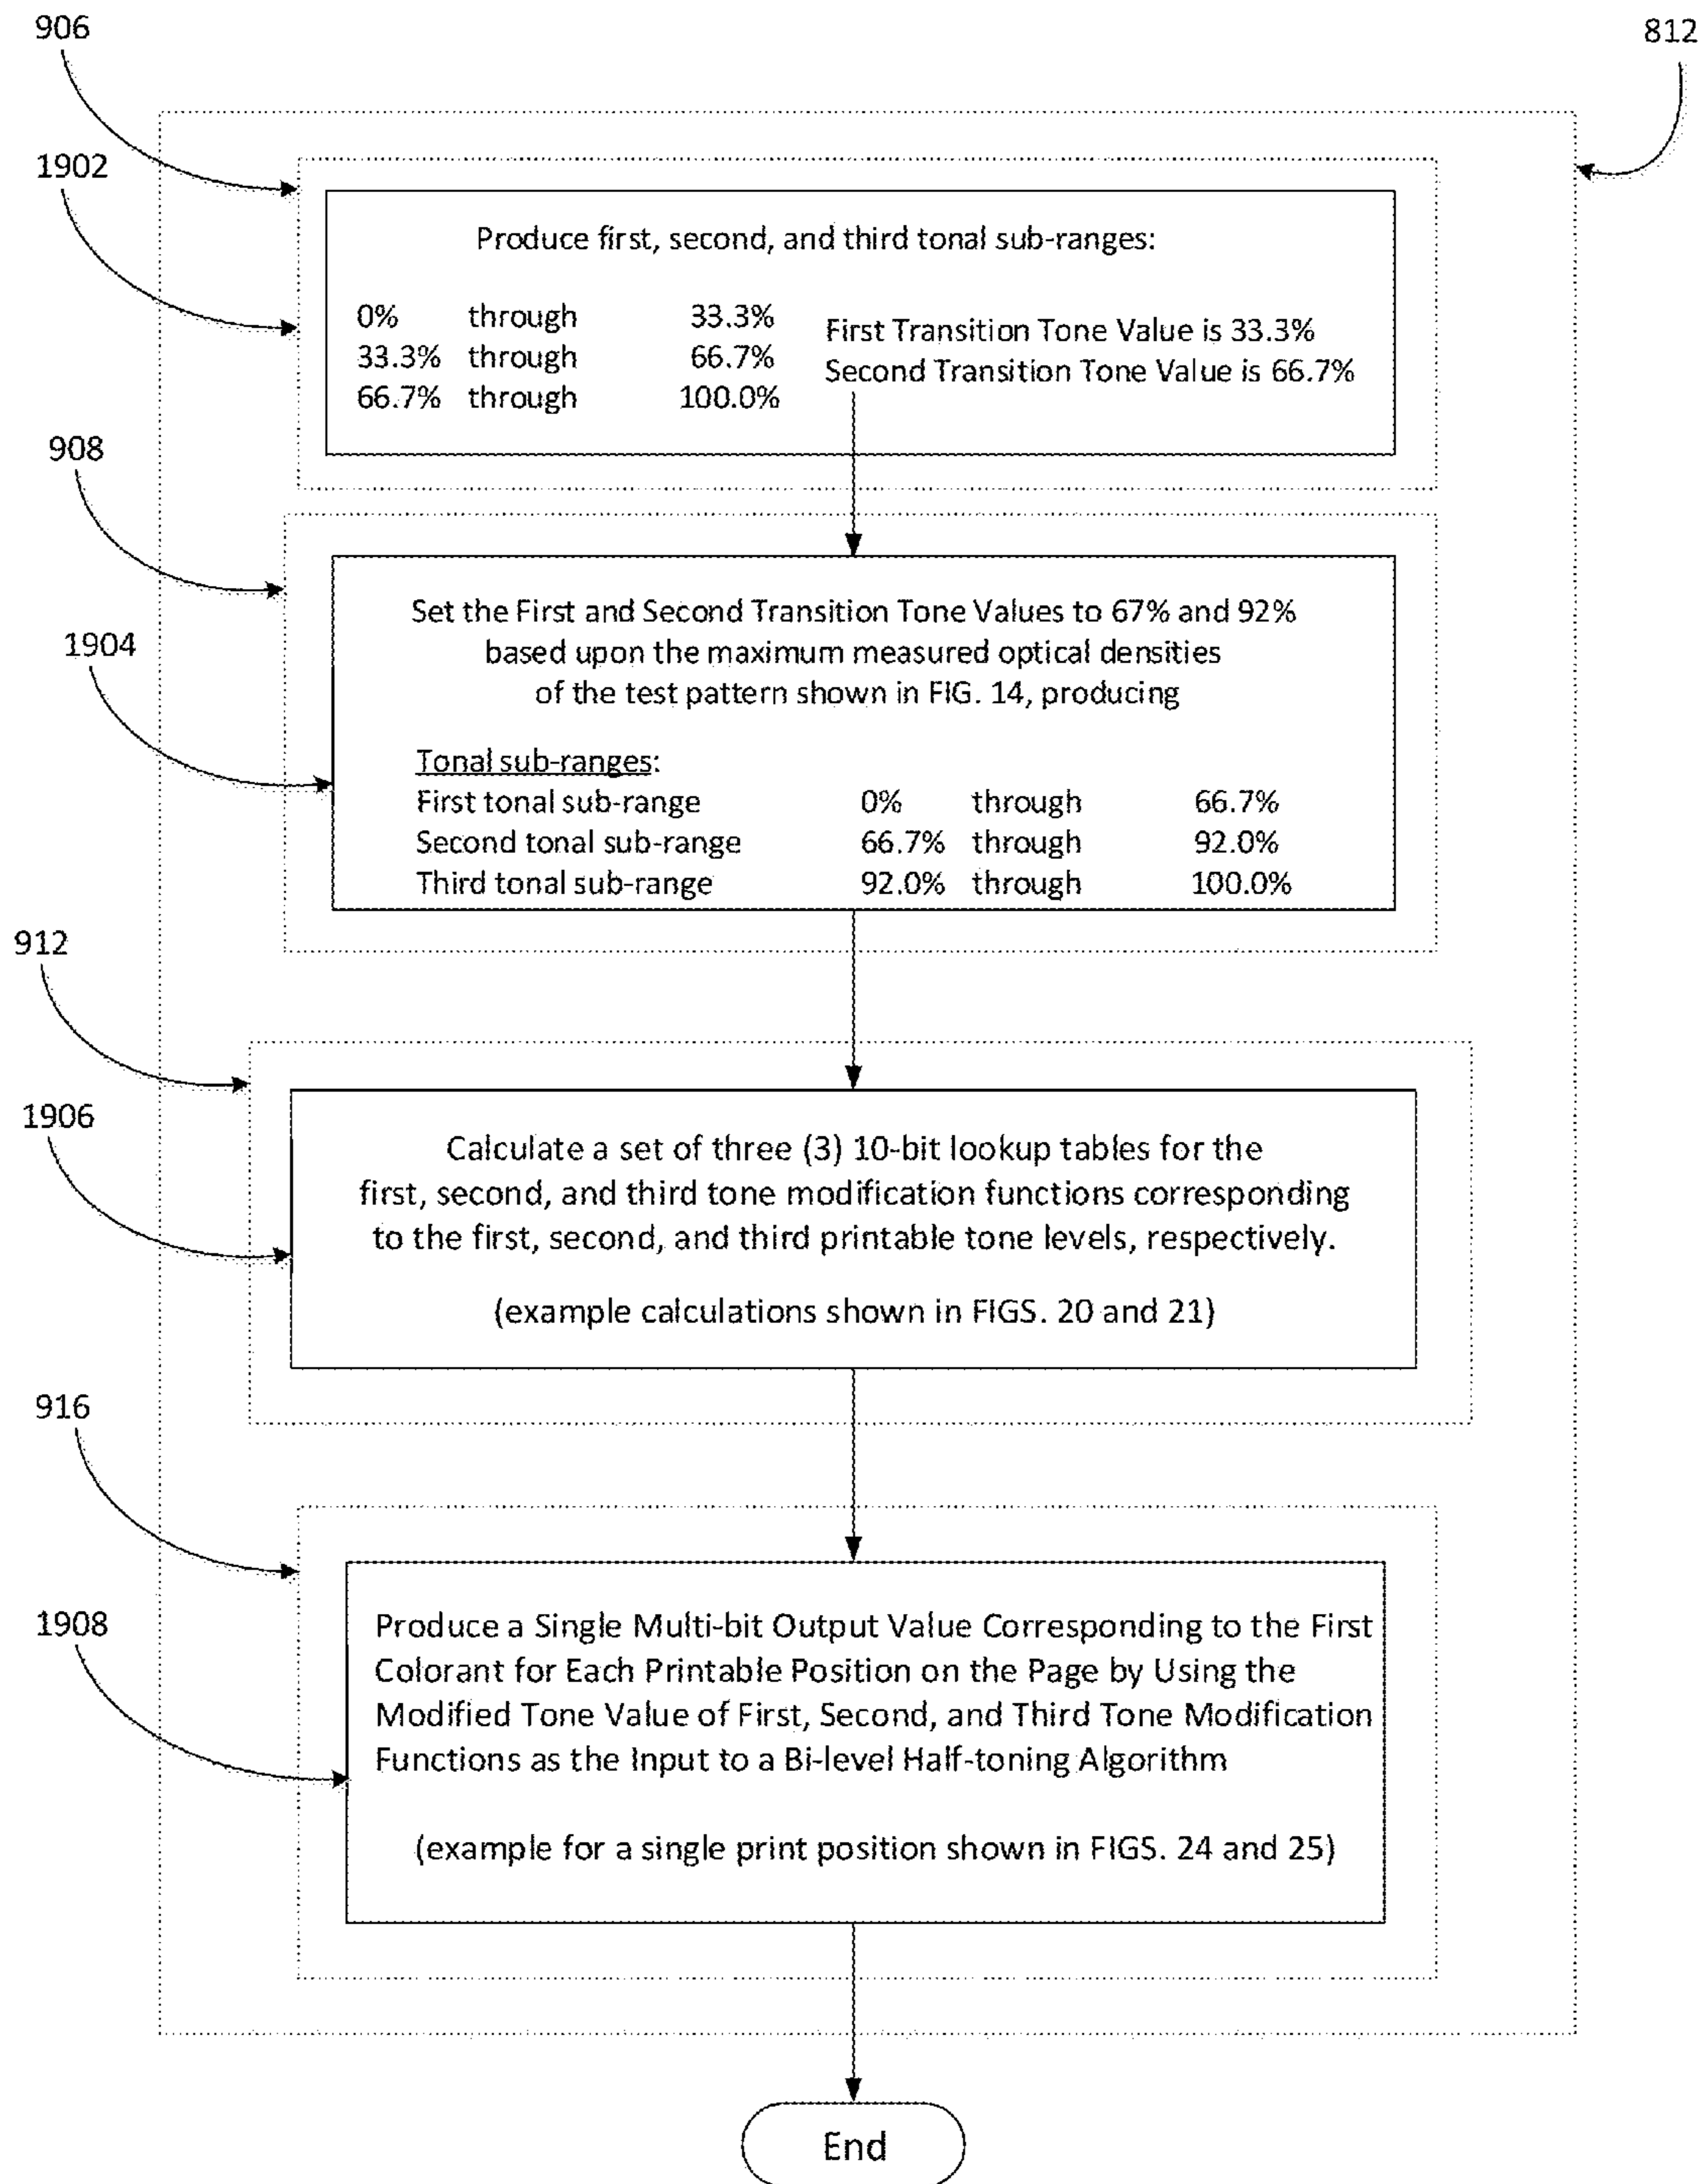 906
812
1902
Produce first, second, and third tonal sub-ranges:
0% through 33.3%
33.3% through 66.7%
66.7% through 100.0%
First Transition Tone Value is 33.3%
Second Transition Tone Value is 66.7%
908
1904
Set the First and Second Transition Tone Values to 67% and 92%
based upon the maximum measured optical densities
of the test pattern shown in FIG. 14, producing
Tonal sub-ranges:
First tonal sub-range 0% through 66.7%
Second tonal sub-range 66.7% through 92.0%
Third tonal sub-range 92.0% through 100.0%
912
1906
Calculate a set of three (3) 10-bit lookup tables for the
first, second, and third tone modification functions corresponding
to the first, second, and third printable tone levels, respectively.
(example calculations shown in FIGS. 20 and 21)
916
1908
Produce a Single Multi-bit Output Value Corresponding to the First
Colorant for Each Printable Position on the Page by Using the
Modified Tone Value of First, Second, and Third Tone Modification
Functions as the Input to a Bi-level Half-toning Algorithm
(example for a single print position shown in FIGS. 24 and 25)
End